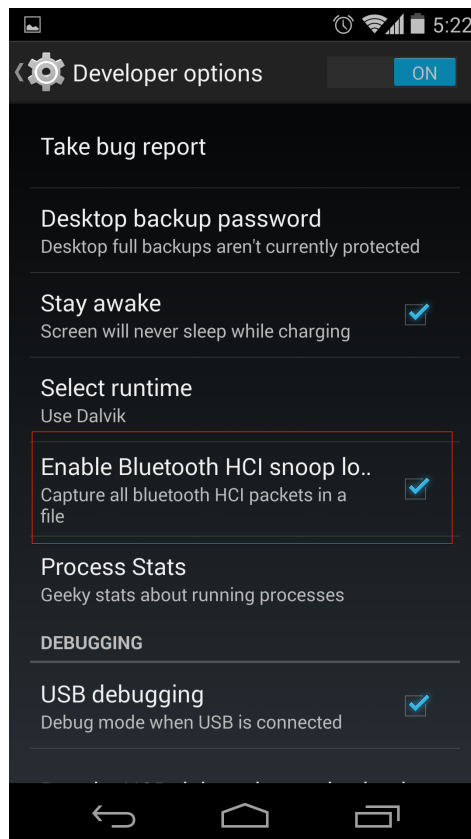 5:22
Developer options
ON
Take bug report
Desktop backup password
Desktop full backups aren't currently protected
Stay awake
Screen will never sleep while charging
Select runtime
Use Dalvik
Enable Bluetooth HCI snoop lo..
Capture all bluetooth HCI packets in a
file
Process Stats
Geeky stats about running processes
DEBUGGING
USB debugging
Debug mode when USB is connected